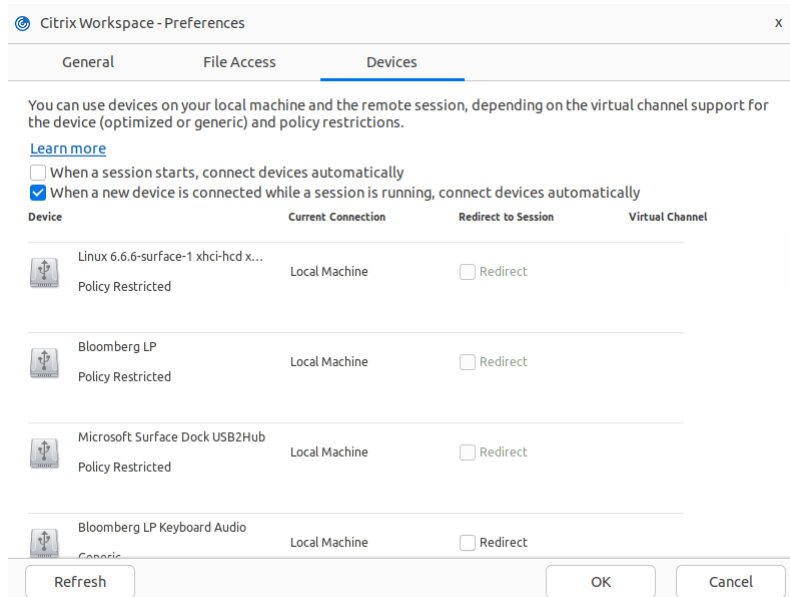 Citrix Workspace - Preferences
x
General
File Access
Devices
You can use devices on your local machine and the remote session, depending on the virtual channel support for
the device (optimized or generic) and policy restrictions.
Learn more
When a session starts, connect devices automatically
When a new device is connected while a session is running, connect devices automatically
Device
Current Connection
Redirect to Session
Virtual Channel
Linux 6.6.6-surface-1 xhci-hcd x...
Policy Restricted
Local Machine
Redirect
Bloomberg LP
Policy Restricted
Local Machine
Redirect
Microsoft Surface Dock USB2Hub
Policy Restricted
Local Machine
Redirect
Bloomberg LP Keyboard Audio
Generic
Local Machine
Redirect
Refresh
OK
Cancel